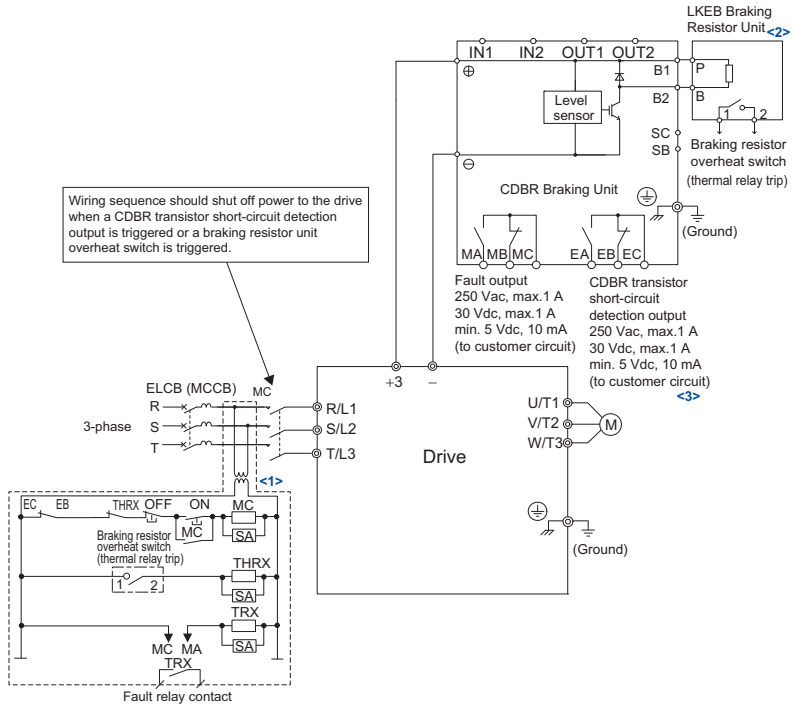 LKEB Braking
Resistor Unit <2>
IN1 IN2 OUT1 OUT2
⊕
B1
P
B2
B
Level
sensor
1 2
SC
SB
Braking resistor
overheat switch
(thermal relay trip)
⊖
CDBR Braking Unit
(Ground)
MA MB MC
EA EB EC
Fault output
250 Vac, max.1 A
30 Vdc, max.1 A
min. 5 Vdc, 10 mA
(to customer circuit)
CDBR transistor
short-circuit
detection output
250 Vac, max.1 A
30 Vdc, max.1 A
min. 5 Vdc, 10 mA
(to customer circuit)
<3>
Wiring sequence should shut off power to the drive
when a CDBR transistor short-circuit detection
output is triggered or a braking resistor unit
overheat switch is triggered.
+3 −
ELCB (MCCB)
MC
3-phase
R
S
T
R/L1
S/L2
T/L3
Drive
U/T1
V/T2
W/T3
M
(Ground)
<1>
EC EB THRX OFF ON MC
MC
SA
Braking resistor
overheat switch
(thermal relay trip)
1 2
THRX
SA
TRX
SA
MC MA
TRX
Fault relay contact